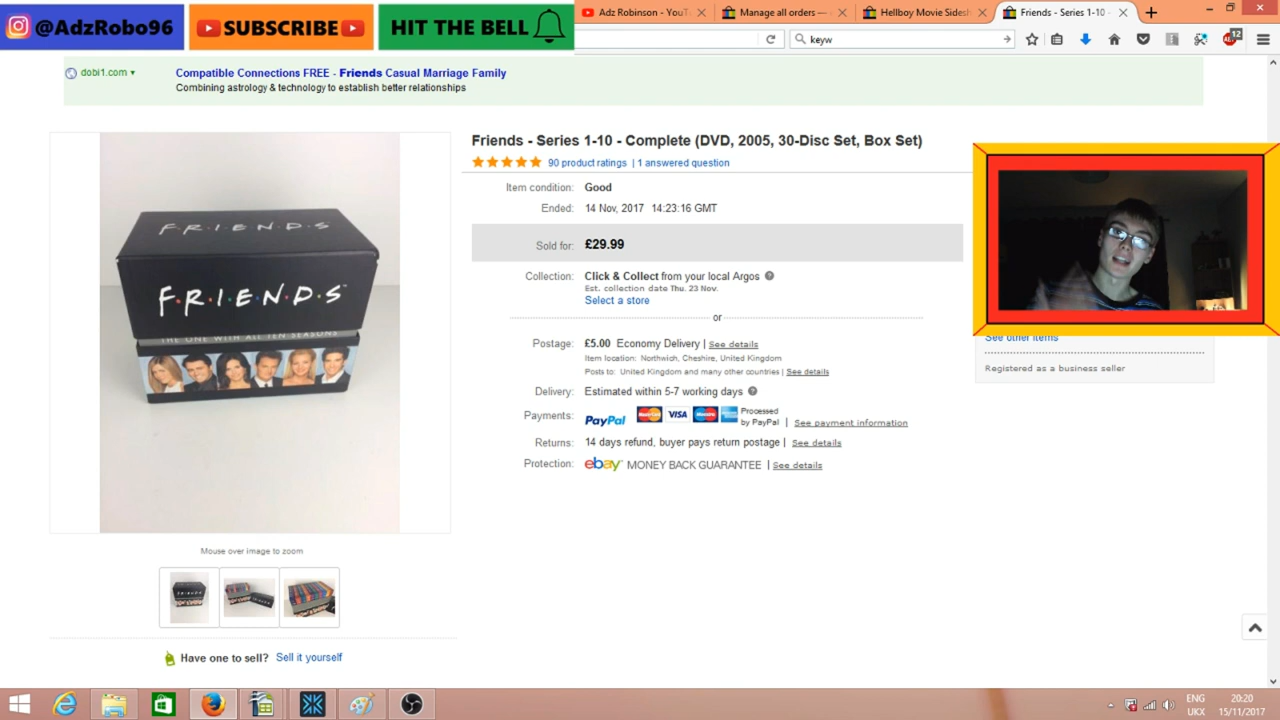 @AdzRobo96
SUBSCRIBE
HIT THE BELL
Adz Robinson - YouT
Manage all orders —
Hellboy Movie Sidesh
Friends - Series 1-10 -
keyw
12
dobi1.com
Compatible Connections FREE - Friends Casual Marriage Family
Combining astrology & technology to establish better relationships
Friends - Series 1-10 - Complete (DVD, 2005, 30-Disc Set, Box Set)
90 product ratings | 1 answered question
Item condition: Good
Ended: 14 Nov, 2017 14:23:16 GMT
Sold for: £29.99
Collection: Click & Collect from your local Argos
Est. collection date Thu. 23 Nov.
Select a store
or
Postage: £5.00 Economy Delivery | See details
Item location: Northwich, Cheshire, United Kingdom
Posts to: United Kingdom and many other countries | See details
Delivery: Estimated within 5-7 working days
Payments: PayPal MasterCard VISA Maestro Processed by PayPal | See payment information
Returns: 14 days refund, buyer pays return postage | See details
Protection: ebay MONEY BACK GUARANTEE | See details
See other items
Registered as a business seller
F·R·I·E·N·D·S
F·R·I·E·N·D·S
THE ONE WITH ALL TEN SEASONS
Mouse over image to zoom
Have one to sell? Sell it yourself
ENG
UKX
20:20
15/11/2017